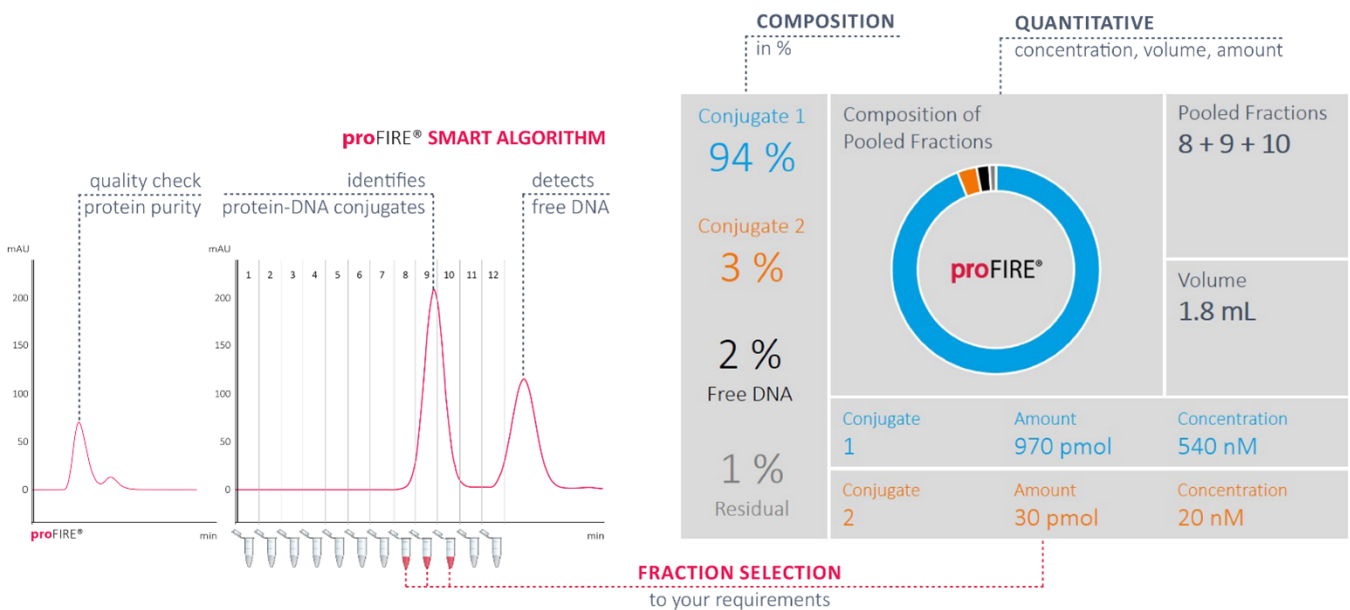 proFIRE® SMART ALGORITHM
quality check
protein purity
identifies
protein-DNA conjugates
detects
free DNA
mAU
200
150
100
50
0
proFIRE®
min
mAU
1 2 3 4 5 6 7 8 9 10 11 12
200
150
100
50
0
min
FRACTION SELECTION
to your requirements
COMPOSITION
in %
QUANTITATIVE
concentration, volume, amount
Conjugate 1
94 %
Conjugate 2
3 %
2 %
Free DNA
1 %
Residual
Composition of
Pooled Fractions
proFIRE®
Pooled Fractions
8 + 9 + 10
Volume
1.8 mL
Conjugate Amount Concentration
1 970 pmol 540 nM
Conjugate Amount Concentration
2 30 pmol 20 nM